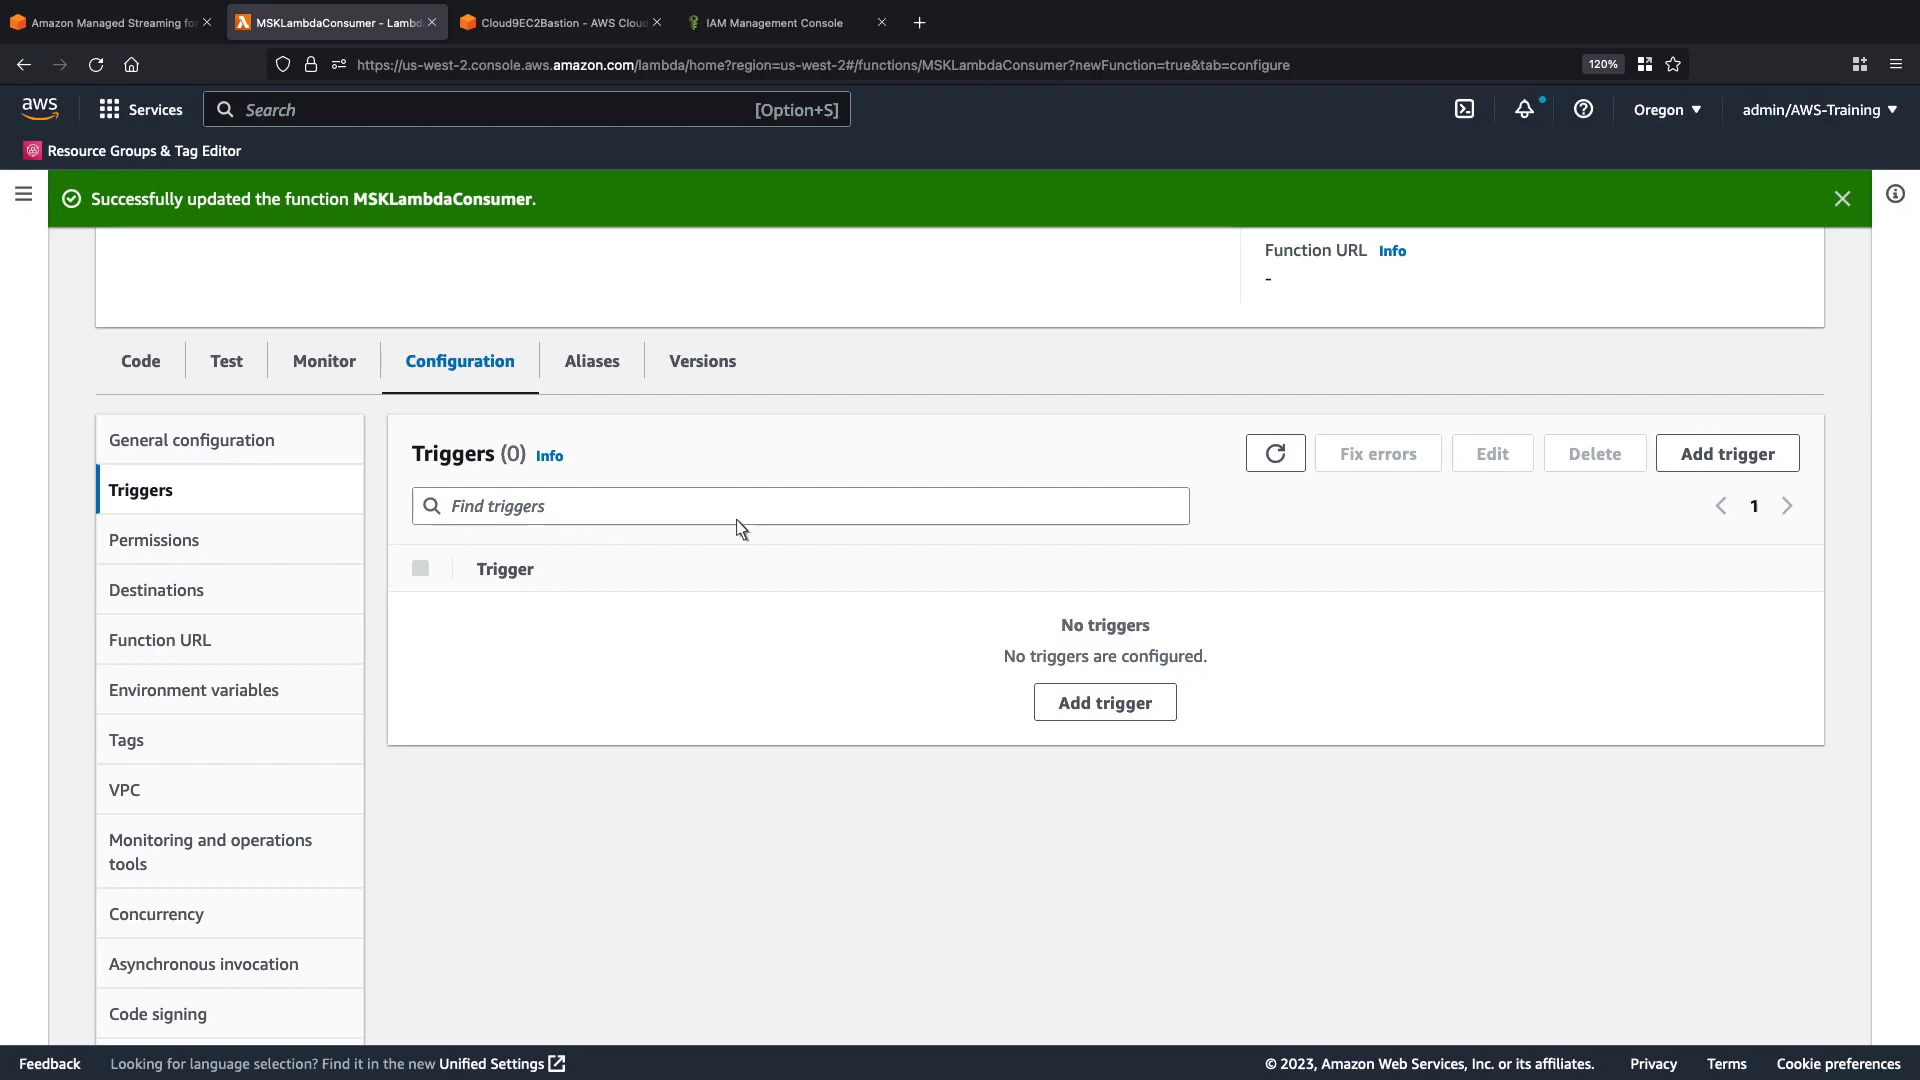 Amazon Managed Streaming for
MSKLambdaConsumer - Lambd
Cloud9EC2Bastion - AWS Cloud
IAM Management Console
https://us-west-2.console.aws.amazon.com/lambda/home?region=us-west-2#/functions/MSKLambdaConsumer?newFunction=true&tab=configure
120%
aws
Services
Search
[Option+S]
Oregon
admin/AWS-Training
Resource Groups & Tag Editor
Successfully updated the function MSKLambdaConsumer.
Function URL Info
-
Code
Test
Monitor
Configuration
Aliases
Versions
General configuration
Triggers
Permissions
Destinations
Function URL
Environment variables
Tags
VPC
Monitoring and operations
tools
Concurrency
Asynchronous invocation
Code signing
Triggers (0) Info
Fix errors
Edit
Delete
Add trigger
Find triggers
1
Trigger
No triggers
No triggers are configured.
Add trigger
Feedback
Looking for language selection? Find it in the new Unified Settings
© 2023, Amazon Web Services, Inc. or its affiliates.
Privacy
Terms
Cookie preferences